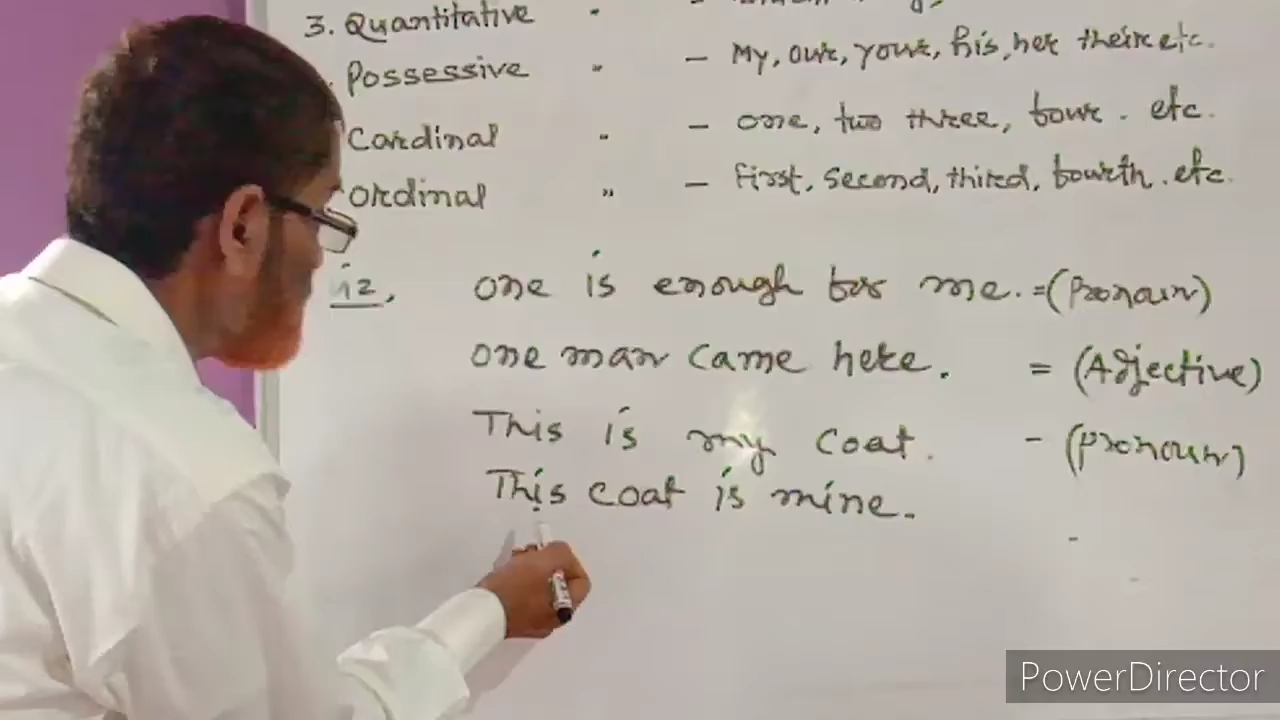 3. Quantitative "
Possessive " – My, our, your, his, her their etc.
Cardinal " – one, two three, four . etc.
Ordinal " – First, second, third, fourth . etc.
one is enough for me. = (Pronoun)
one man came here. = (Adjective)
This is my coat. - (pronoun)
This coat is mine. -
PowerDirector